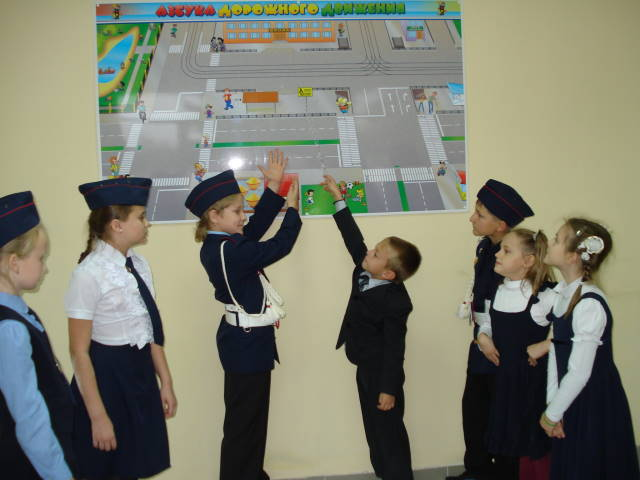 АЗБУКА ДОРОЖНОГО ДВИЖЕНИЯ